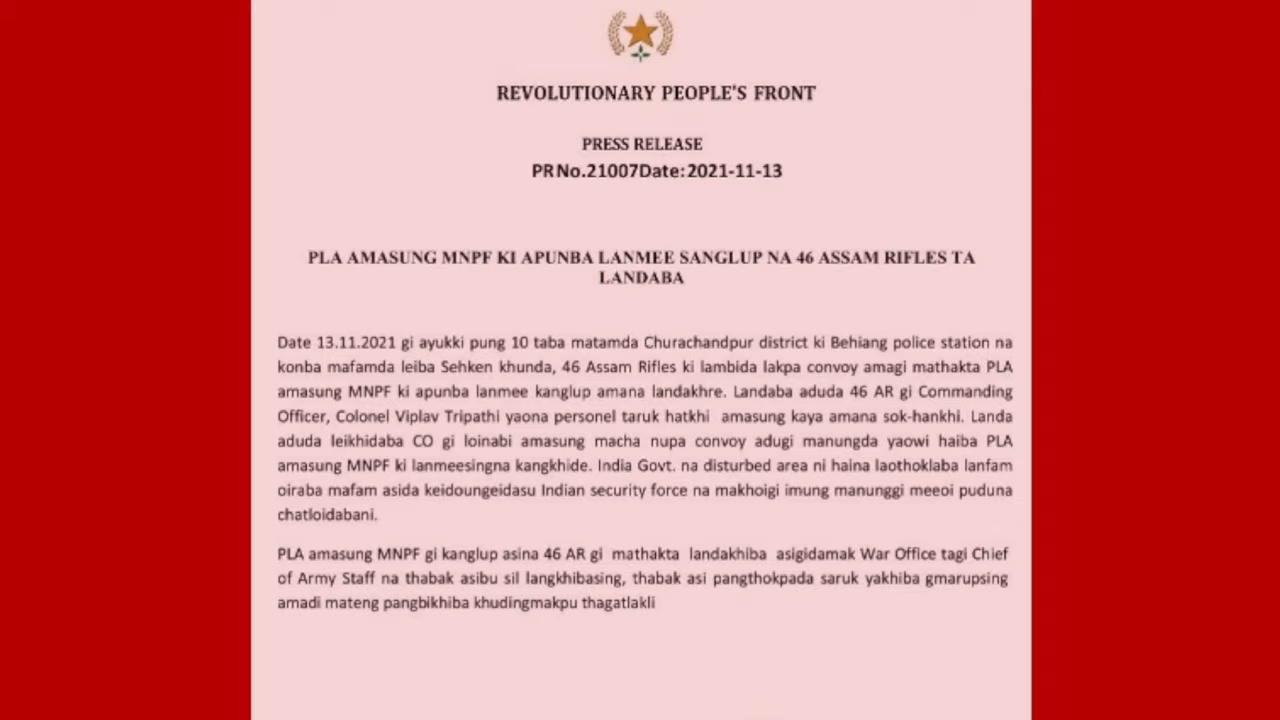 REVOLUTIONARY PEOPLE'S FRONT
PRESS RELEASE
PRNo.21007Date:2021-11-13
PLA AMASUNG MNPF KI APUNBA LANMEE SANGLUP NA 46 ASSAM RIFLES TA
LANDABA
Date 13.11.2021 gi ayukki pung 10 taba matamda Churachandpur district ki Behiang police station na
konba mafamda leiba Sehken khunda, 46 Assam Rifles ki lambida lakpa convoy amagi mathakta PLA
amasung MNPF ki apunba lanmee kanglup amana landakhre. Landaba aduda 46 AR gi Commanding
Officer, Colonel Viplav Tripathi yaona personel taruk hatkhi amasung kaya amana sok-hankhi. Landa
aduda leikhidaba CO gi loinabi amasung macha nupa convoy adugi manungda yaowi haiba PLA
amasung MNPF ki lanmeesingna kangkhide. India Govt. na disturbed area ni haina laothoklaba lanfam
oiraba mafam asida keidoungeidasu Indian security force na makhoigi imung manunggi meeoi puduna
chatloidabani.
PLA amasung MNPF gi kanglup asina 46 AR gi mathakta landakhiba asigidamak War Office tagi Chief
of Army Staff na thabak asibu sil langkhibasing, thabak asi pangthokpada saruk yakhiba gmarupsing
amadi mateng pangbikhiba khudingmakpu thagatlakli